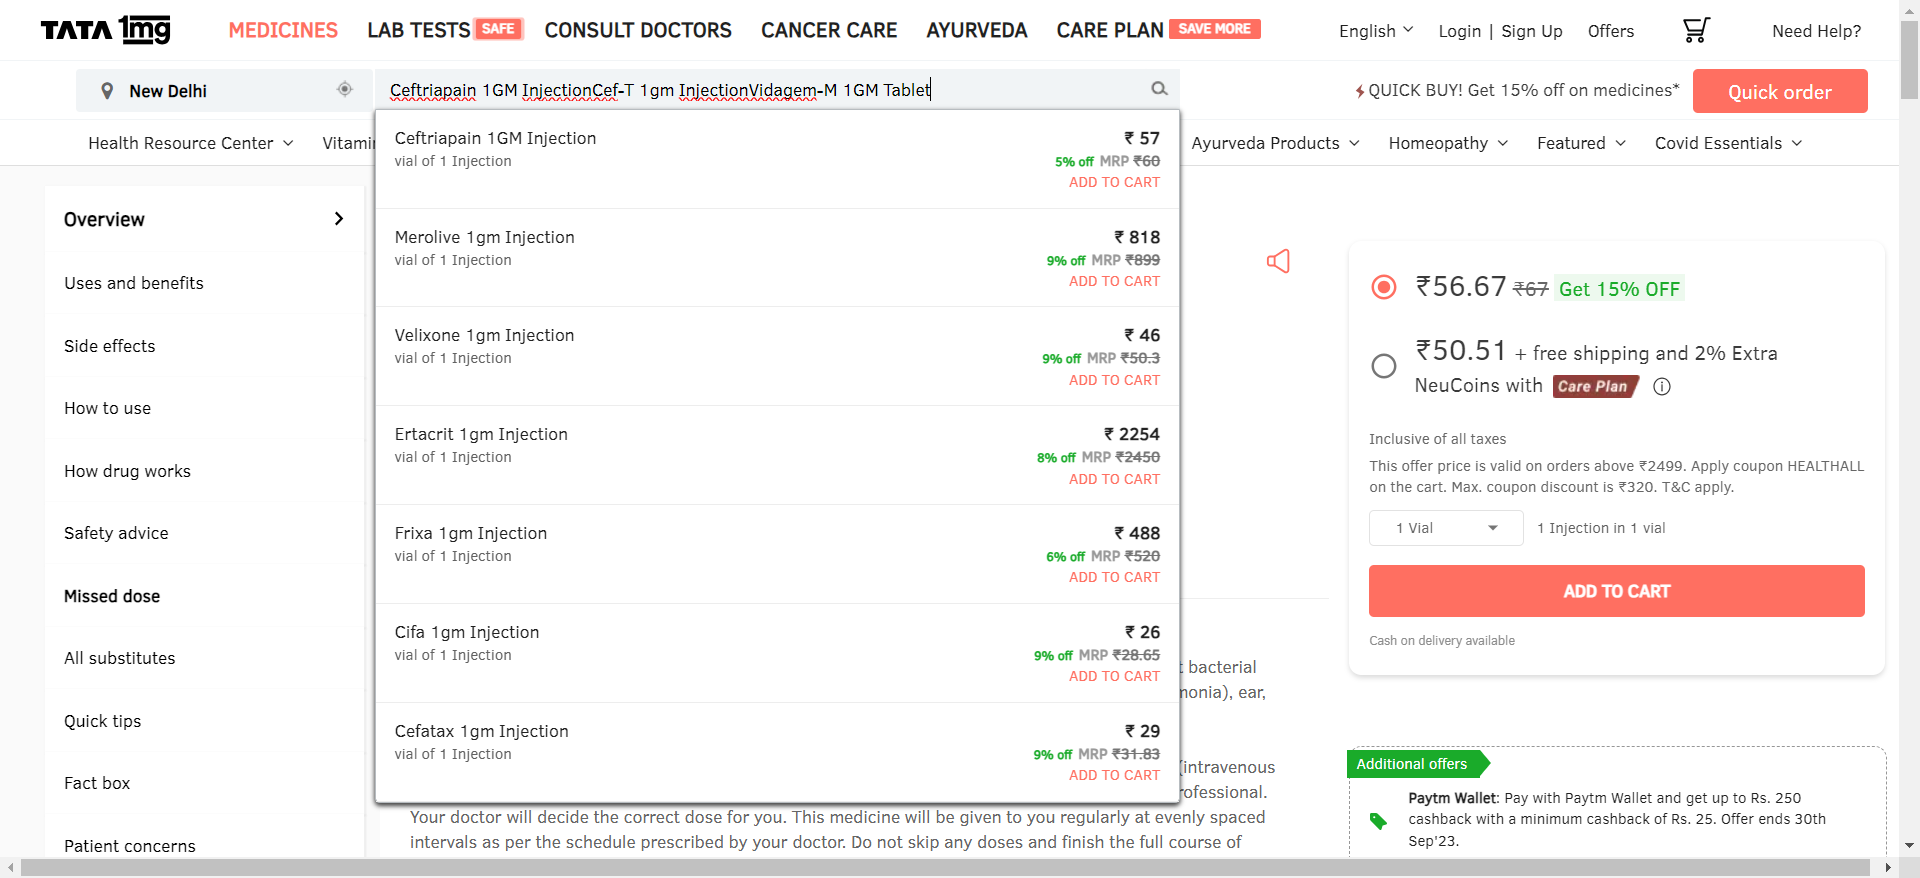 TATA 1mg
MEDICINES LAB TESTS SAFE CONSULT DOCTORS CANCER CARE AYURVEDA CARE PLAN SAVE MORE English Login | Sign Up Offers Need Help?
New Delhi
Ceftriapain 1GM InjectionCef-T 1gm InjectionVidagem-M 1GM Tablet
QUICK BUY! Get 15% off on medicines*
Quick order
Health Resource Center Ayurveda Products Homeopathy Featured Covid Essentials
Overview
Uses and benefits
Side effects
How to use
How drug works
Safety advice
Missed dose
All substitutes
Quick tips
Fact box
Patient concerns
Ceftriapain 1GM Injection ₹ 57
vial of 1 Injection 5% off MRP ₹60
ADD TO CART
Merolive 1gm Injection ₹ 818
vial of 1 Injection 9% off MRP ₹899
ADD TO CART
Velixone 1gm Injection ₹ 46
vial of 1 Injection 9% off MRP ₹50.3
ADD TO CART
Ertacrit 1gm Injection ₹ 2254
vial of 1 Injection 8% off MRP ₹2450
ADD TO CART
Frixa 1gm Injection ₹ 488
vial of 1 Injection 6% off MRP ₹520
ADD TO CART
Cifa 1gm Injection ₹ 26
vial of 1 Injection 9% off MRP ₹28.65
ADD TO CART
Cefatax 1gm Injection ₹ 29
vial of 1 Injection 9% off MRP ₹31.83
ADD TO CART
bacterial
ear,
(intravenous
Your doctor will decide the correct dose for you. This medicine will be given to you regularly at evenly spaced
intervals as per the schedule prescribed by your doctor. Do not skip any doses and finish the full course of
₹56.67 ₹67 Get 15% OFF
₹50.51 + free shipping and 2% Extra
NeuCoins with Care Plan
Inclusive of all taxes
This offer price is valid on orders above ₹2499. Apply coupon HEALTHALL
on the cart. Max. coupon discount is ₹320. T&C apply.
1 Vial 1 Injection in 1 vial
ADD TO CART
Cash on delivery available
Additional offers
Paytm Wallet: Pay with Paytm Wallet and get up to Rs. 250
cashback with a minimum cashback of Rs. 25. Offer ends 30th
Sep'23.